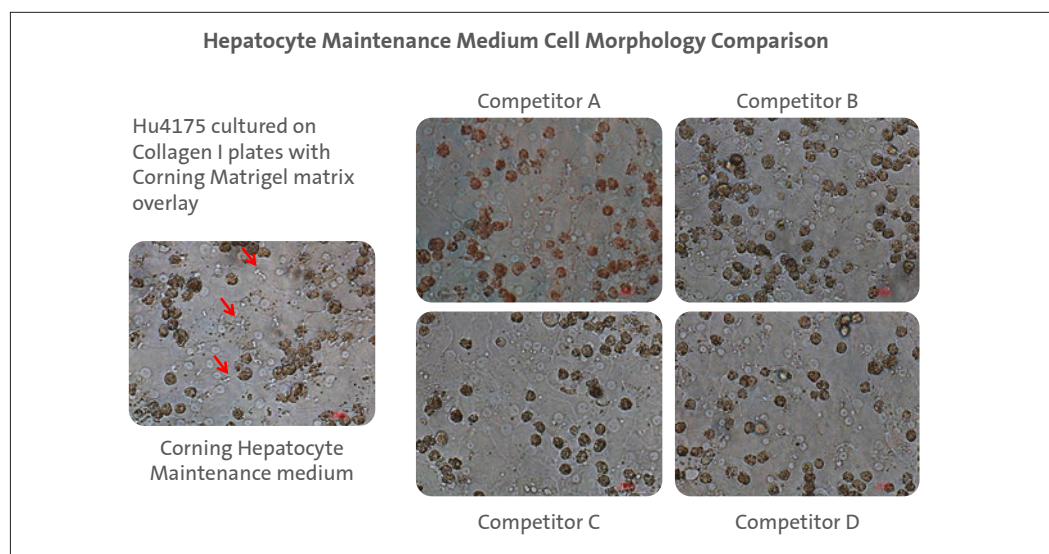 Hepatocyte Maintenance Medium Cell Morphology Comparison
Hu4175 cultured on
Collagen I plates with
Corning Matrigel matrix
overlay
Corning Hepatocyte
Maintenance medium
Competitor A
Competitor B
Competitor C
Competitor D